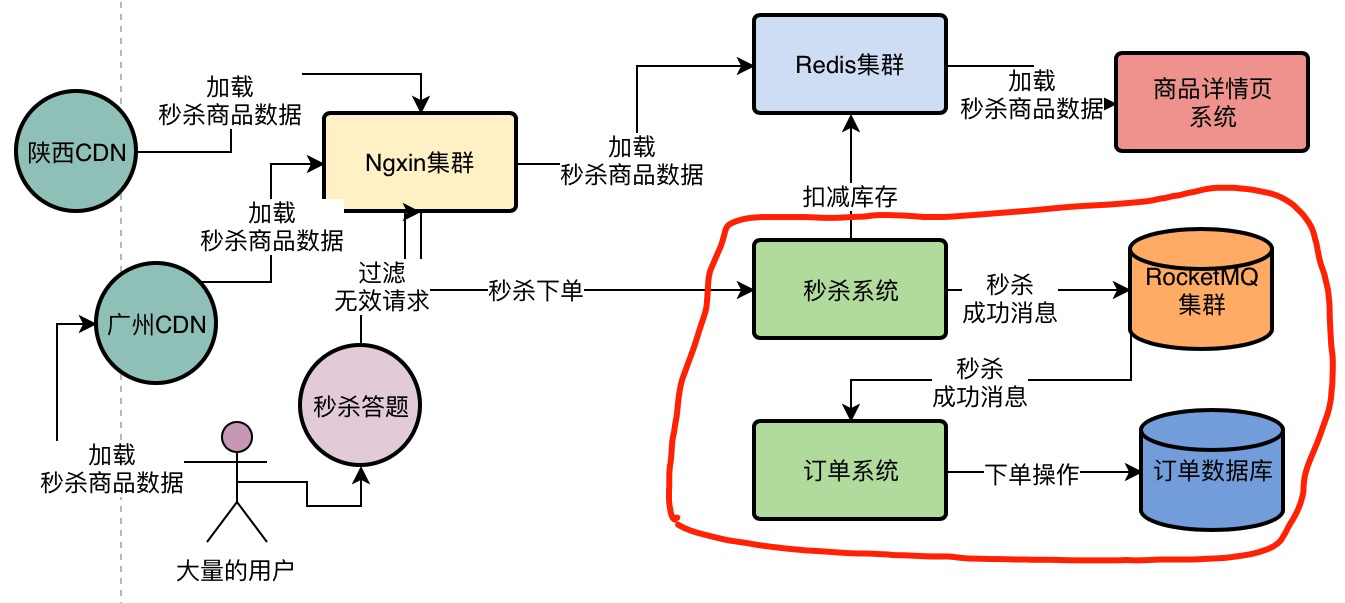 Redis集群
加载
秒杀商品数据
商品详情页
系统
加载
秒杀商品数据
陕西CDN
Ngxin集群
加载
秒杀商品数据
加载
秒杀商品数据
扣减库存
过滤
无效请求
秒杀下单
秒杀系统
秒杀
成功消息
RocketMQ
集群
广州CDN
秒杀答题
秒杀
成功消息
加载
秒杀商品数据
订单系统
下单操作
订单数据库
大量的用户